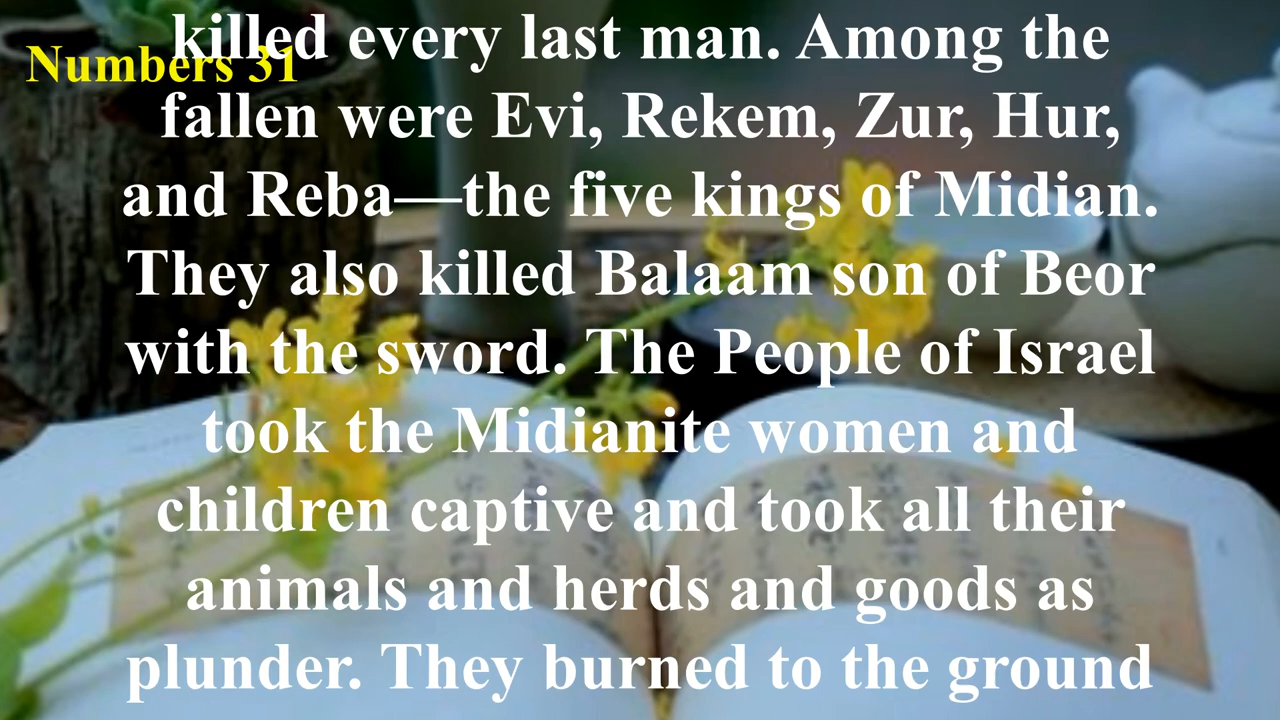 killed every last man. Among the
Numbers 31
fallen were Evi, Rekem, Zur, Hur,
and Reba—the five kings of Midian.
They also killed Balaam son of Beor
with the sword. The People of Israel
took the Midianite women and
children captive and took all their
animals and herds and goods as
plunder. They burned to the ground